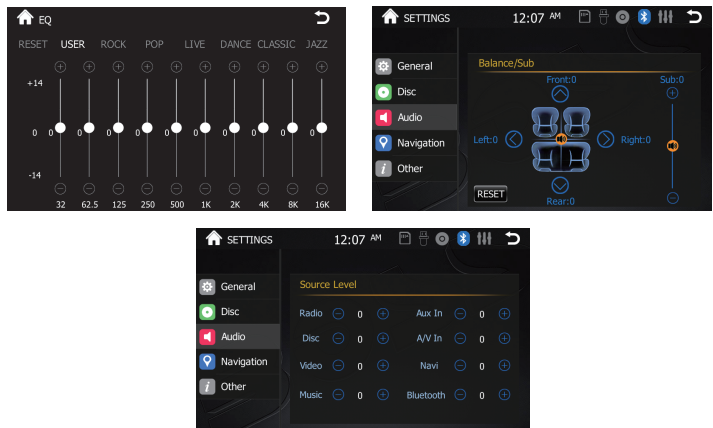 EQ
RESET USER ROCK POP LIVE DANCE CLASSIC JAZZ
+14
0 0 0 0 0 0 0 0 0 0 0
-14
32 62.5 125 250 500 1K 2K 4K 8K 16K
SETTINGS 12:07 AM
General
Disc
Audio
Navigation
Other
Balance/Sub
Front:0 Sub:0
Left:0 Right:0
RESET
Rear:0
SETTINGS 12:07 AM
General
Disc
Audio
Navigation
Other
Source Level
Radio 0 Aux In 0
Disc 0 A/V In 0
Video 0 Navi 0
Music 0 Bluetooth 0